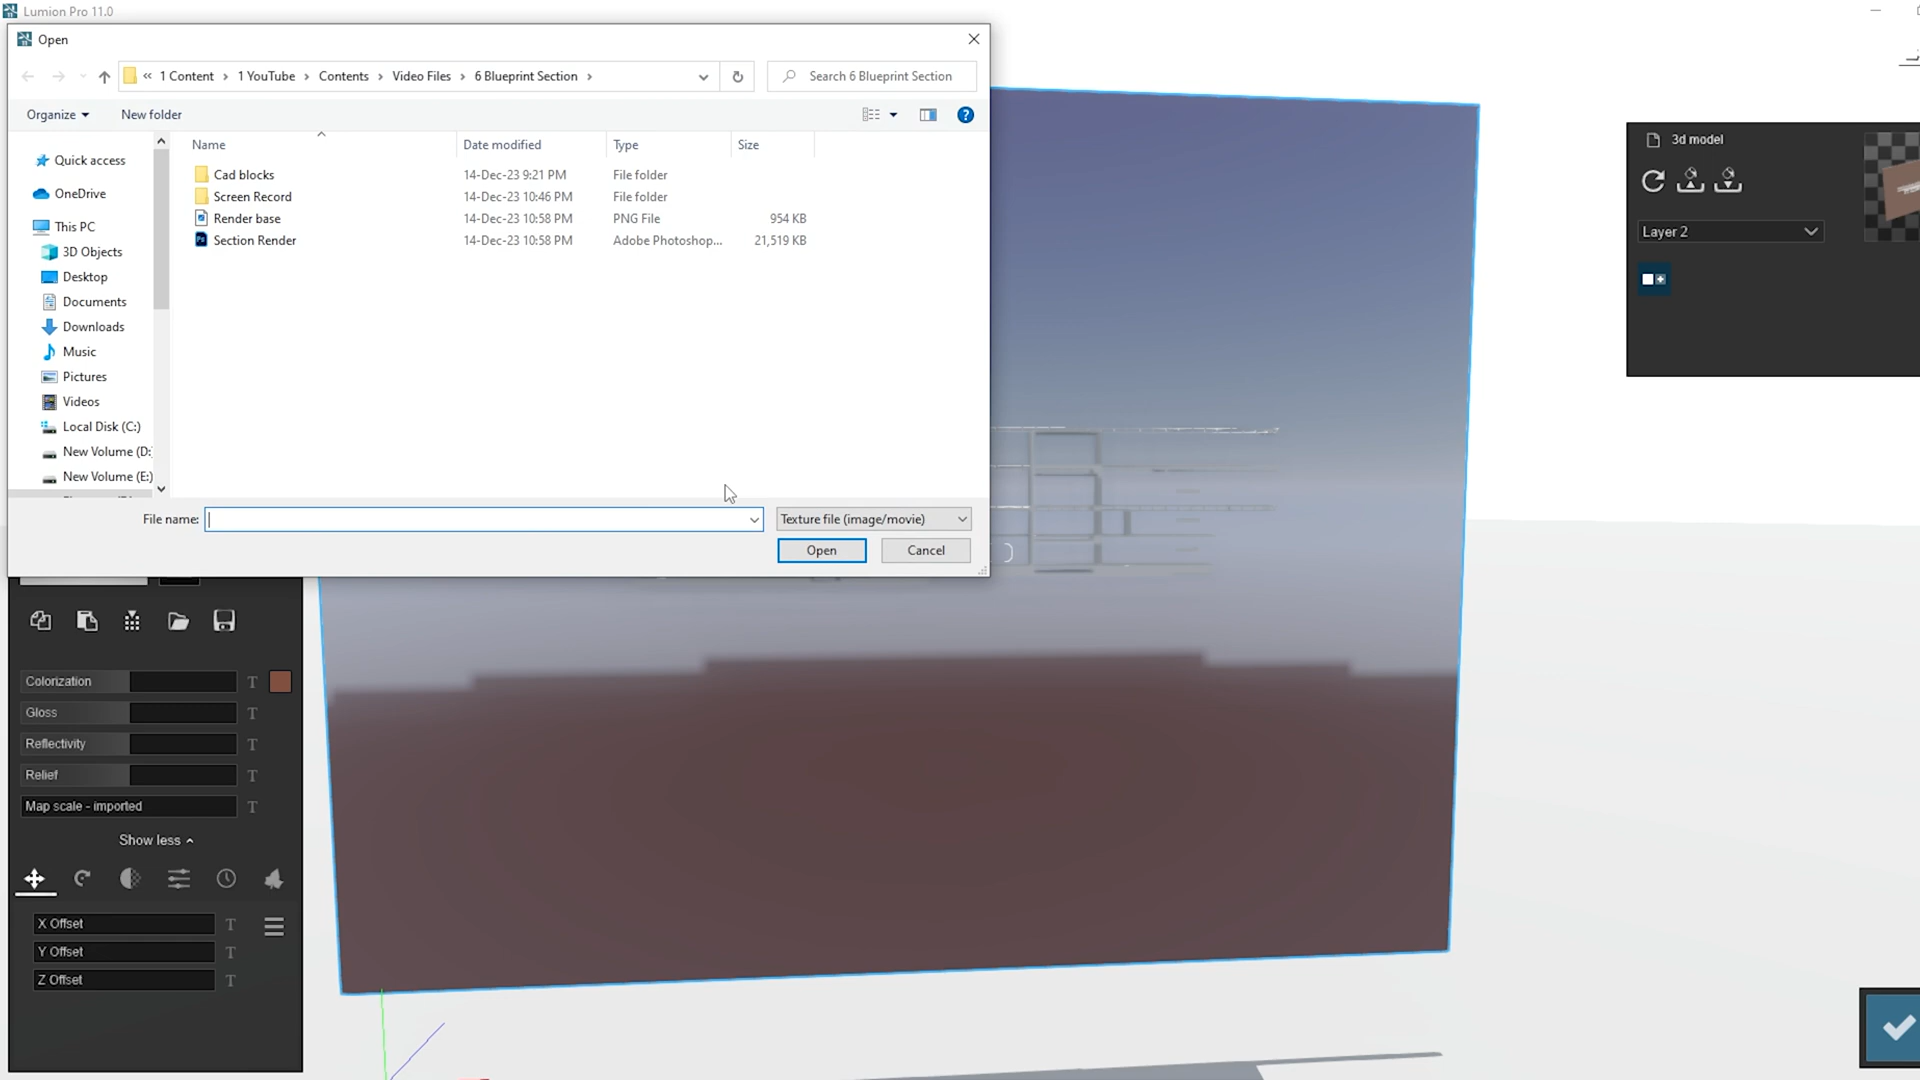 Lumion Pro 11.0
Open
« 1 Content › 1 YouTube › Contents › Video Files › 6 Blueprint Section ›
Search 6 Blueprint Section
Organize
New folder
Name Date modified Type Size
Quick access
OneDrive
This PC
3D Objects
Desktop
Documents
Downloads
Music
Pictures
Videos
Local Disk (C:)
New Volume (D:
New Volume (E:)
Cad blocks 14-Dec-23 9:21 PM File folder
Screen Record 14-Dec-23 10:46 PM File folder
Render base 14-Dec-23 10:58 PM PNG File 954 KB
Section Render 14-Dec-23 10:58 PM Adobe Photoshop... 21,519 KB
File name:
Texture file (image/movie)
Open
Cancel
3d model
Layer 2
Colorization T
Gloss T
Reflectivity T
Relief T
Map scale - imported T
Show less
X Offset T
Y Offset T
Z Offset T